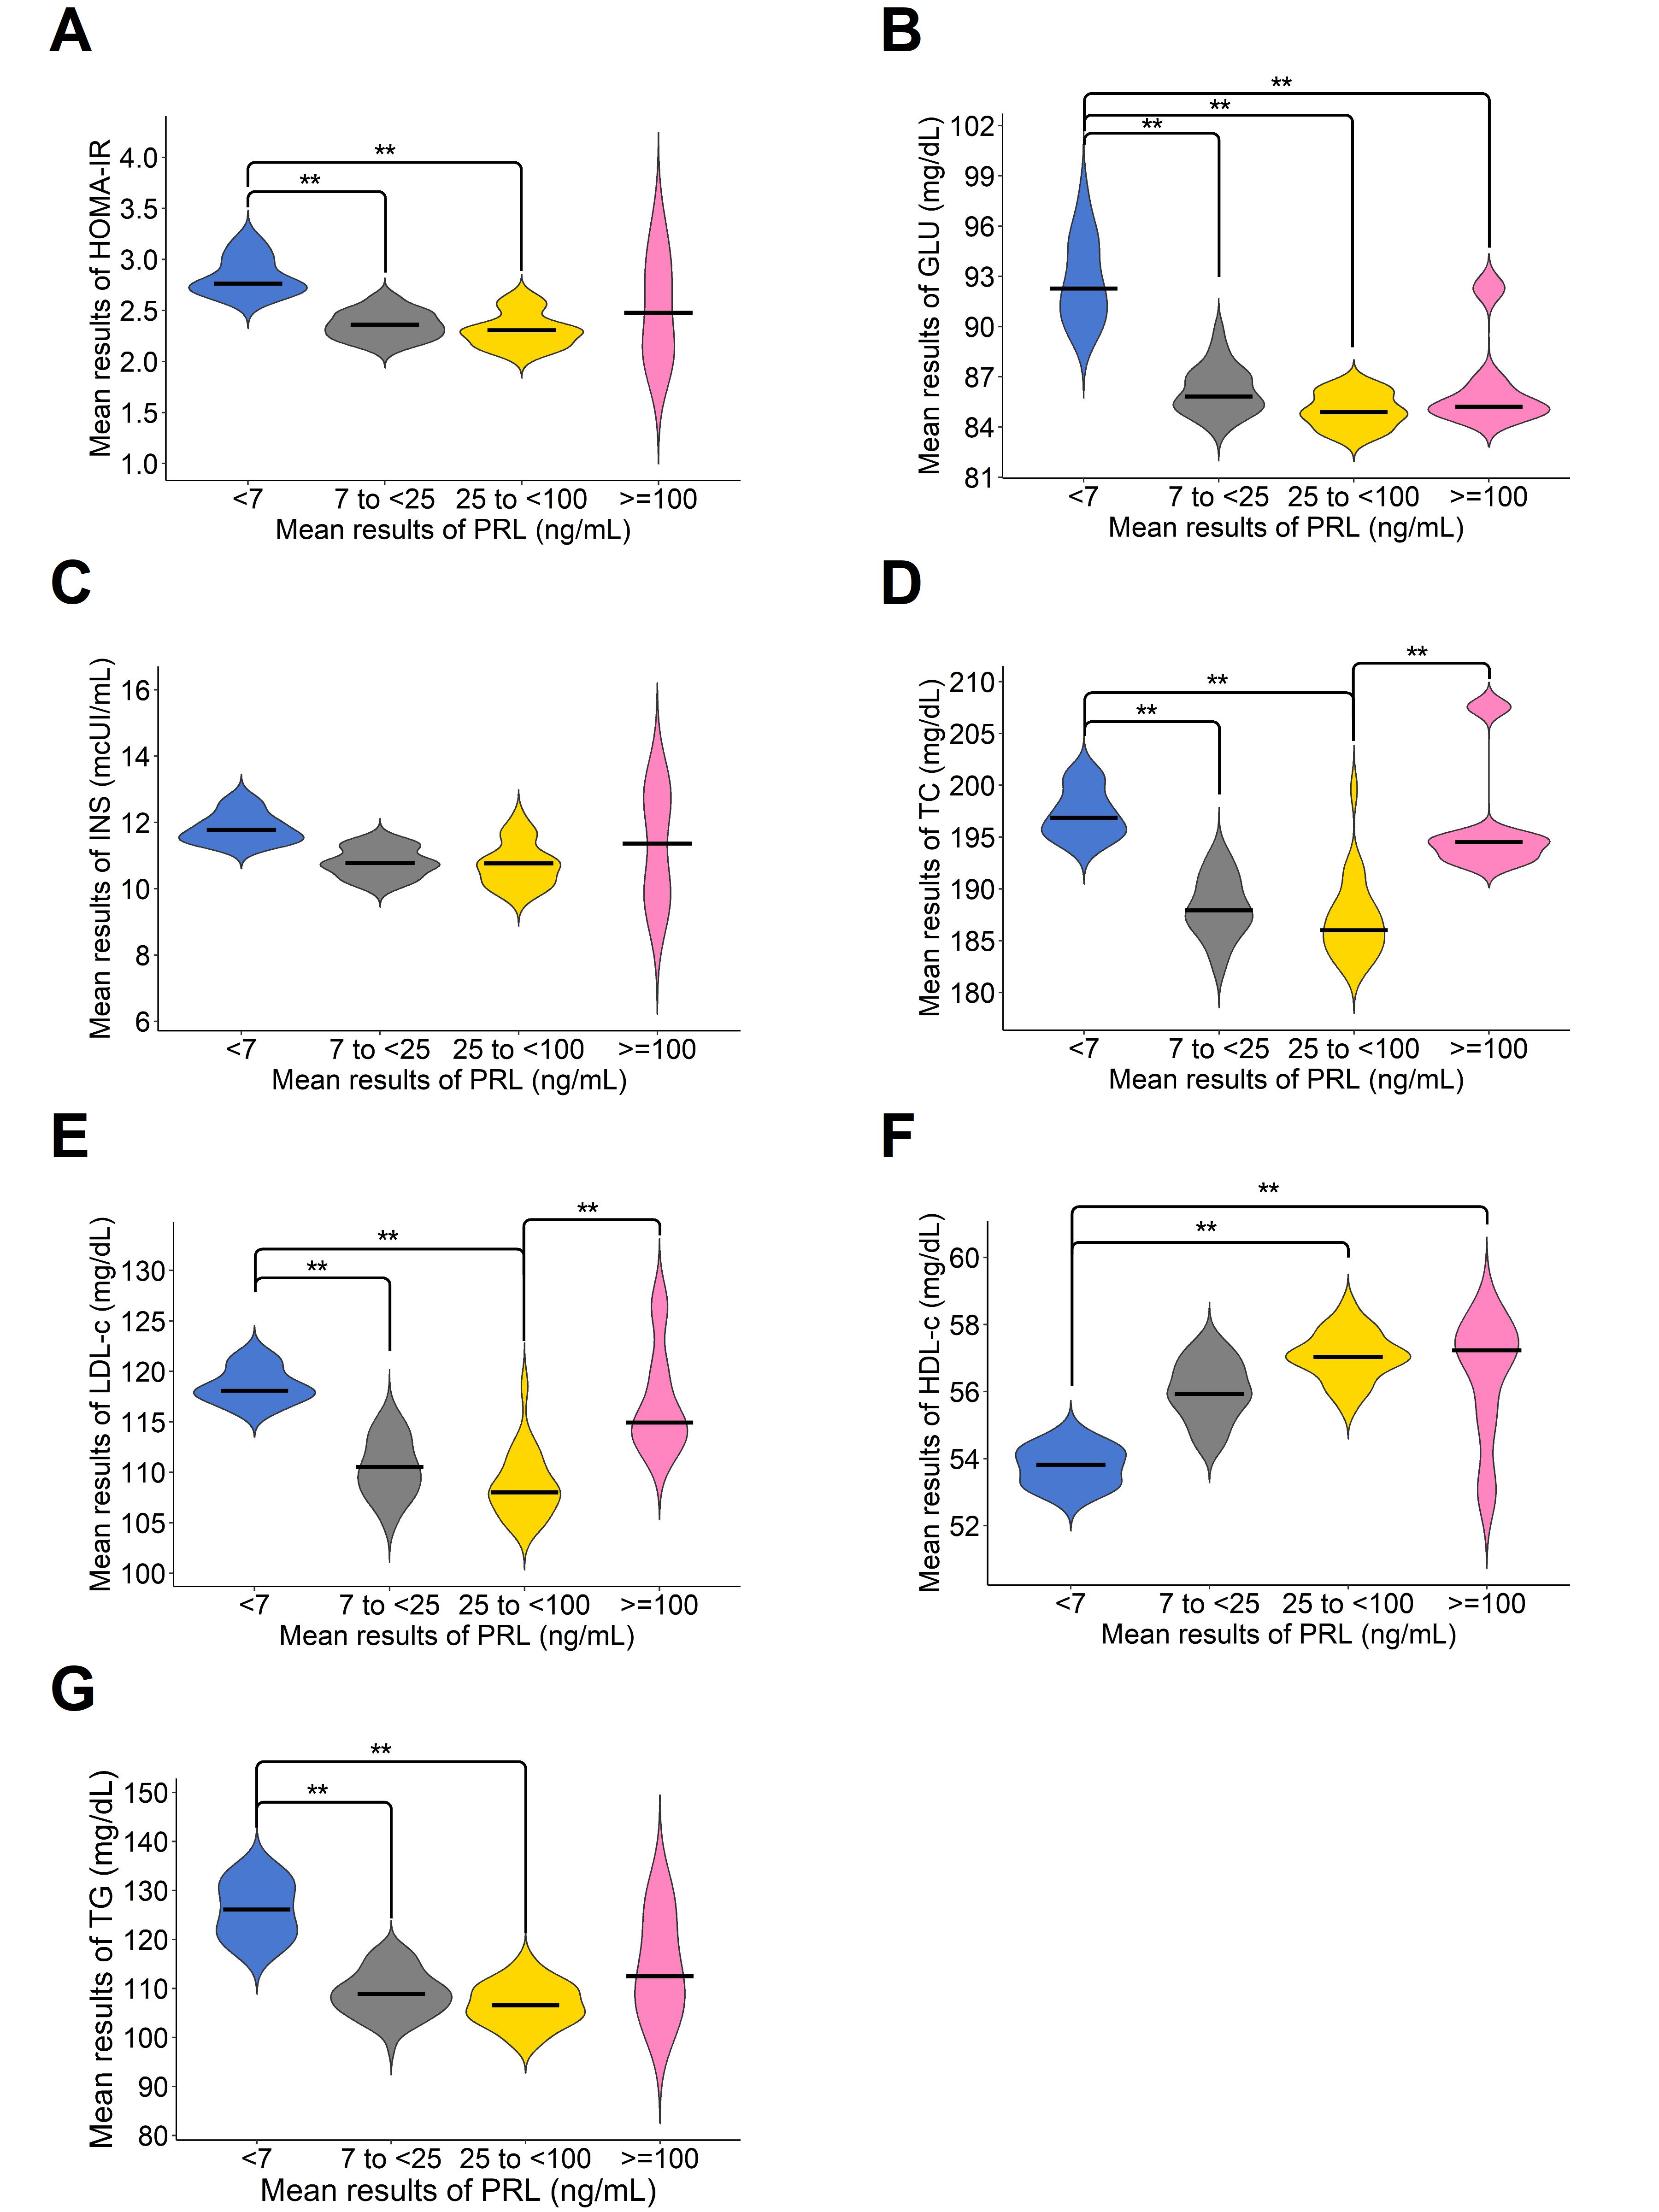 A
Mean results of HOMA-IR
4.0
3.5
3.0
2.5
2.0
1.5
1.0
**
**
<7 7 to <25 25 to <100 >=100
Mean results of PRL (ng/mL)
B
Mean results of GLU (mg/dL)
102
99
96
93
90
87
84
81
**
**
**
<7 7 to <25 25 to <100 >=100
Mean results of PRL (ng/mL)
C
Mean results of INS (mcUI/mL)
16
14
12
10
8
6
<7 7 to <25 25 to <100 >=100
Mean results of PRL (ng/mL)
D
Mean results of TC (mg/dL)
210
205
200
195
190
185
180
**
**
**
<7 7 to <25 25 to <100 >=100
Mean results of PRL (ng/mL)
E
Mean results of LDL-c (mg/dL)
130
125
120
115
110
105
100
**
**
**
<7 7 to <25 25 to <100 >=100
Mean results of PRL (ng/mL)
F
Mean results of HDL-c (mg/dL)
60
58
56
54
52
**
**
<7 7 to <25 25 to <100 >=100
Mean results of PRL (ng/mL)
G
Mean results of TG (mg/dL)
150
140
130
120
110
100
90
80
**
**
<7 7 to <25 25 to <100 >=100
Mean results of PRL (ng/mL)